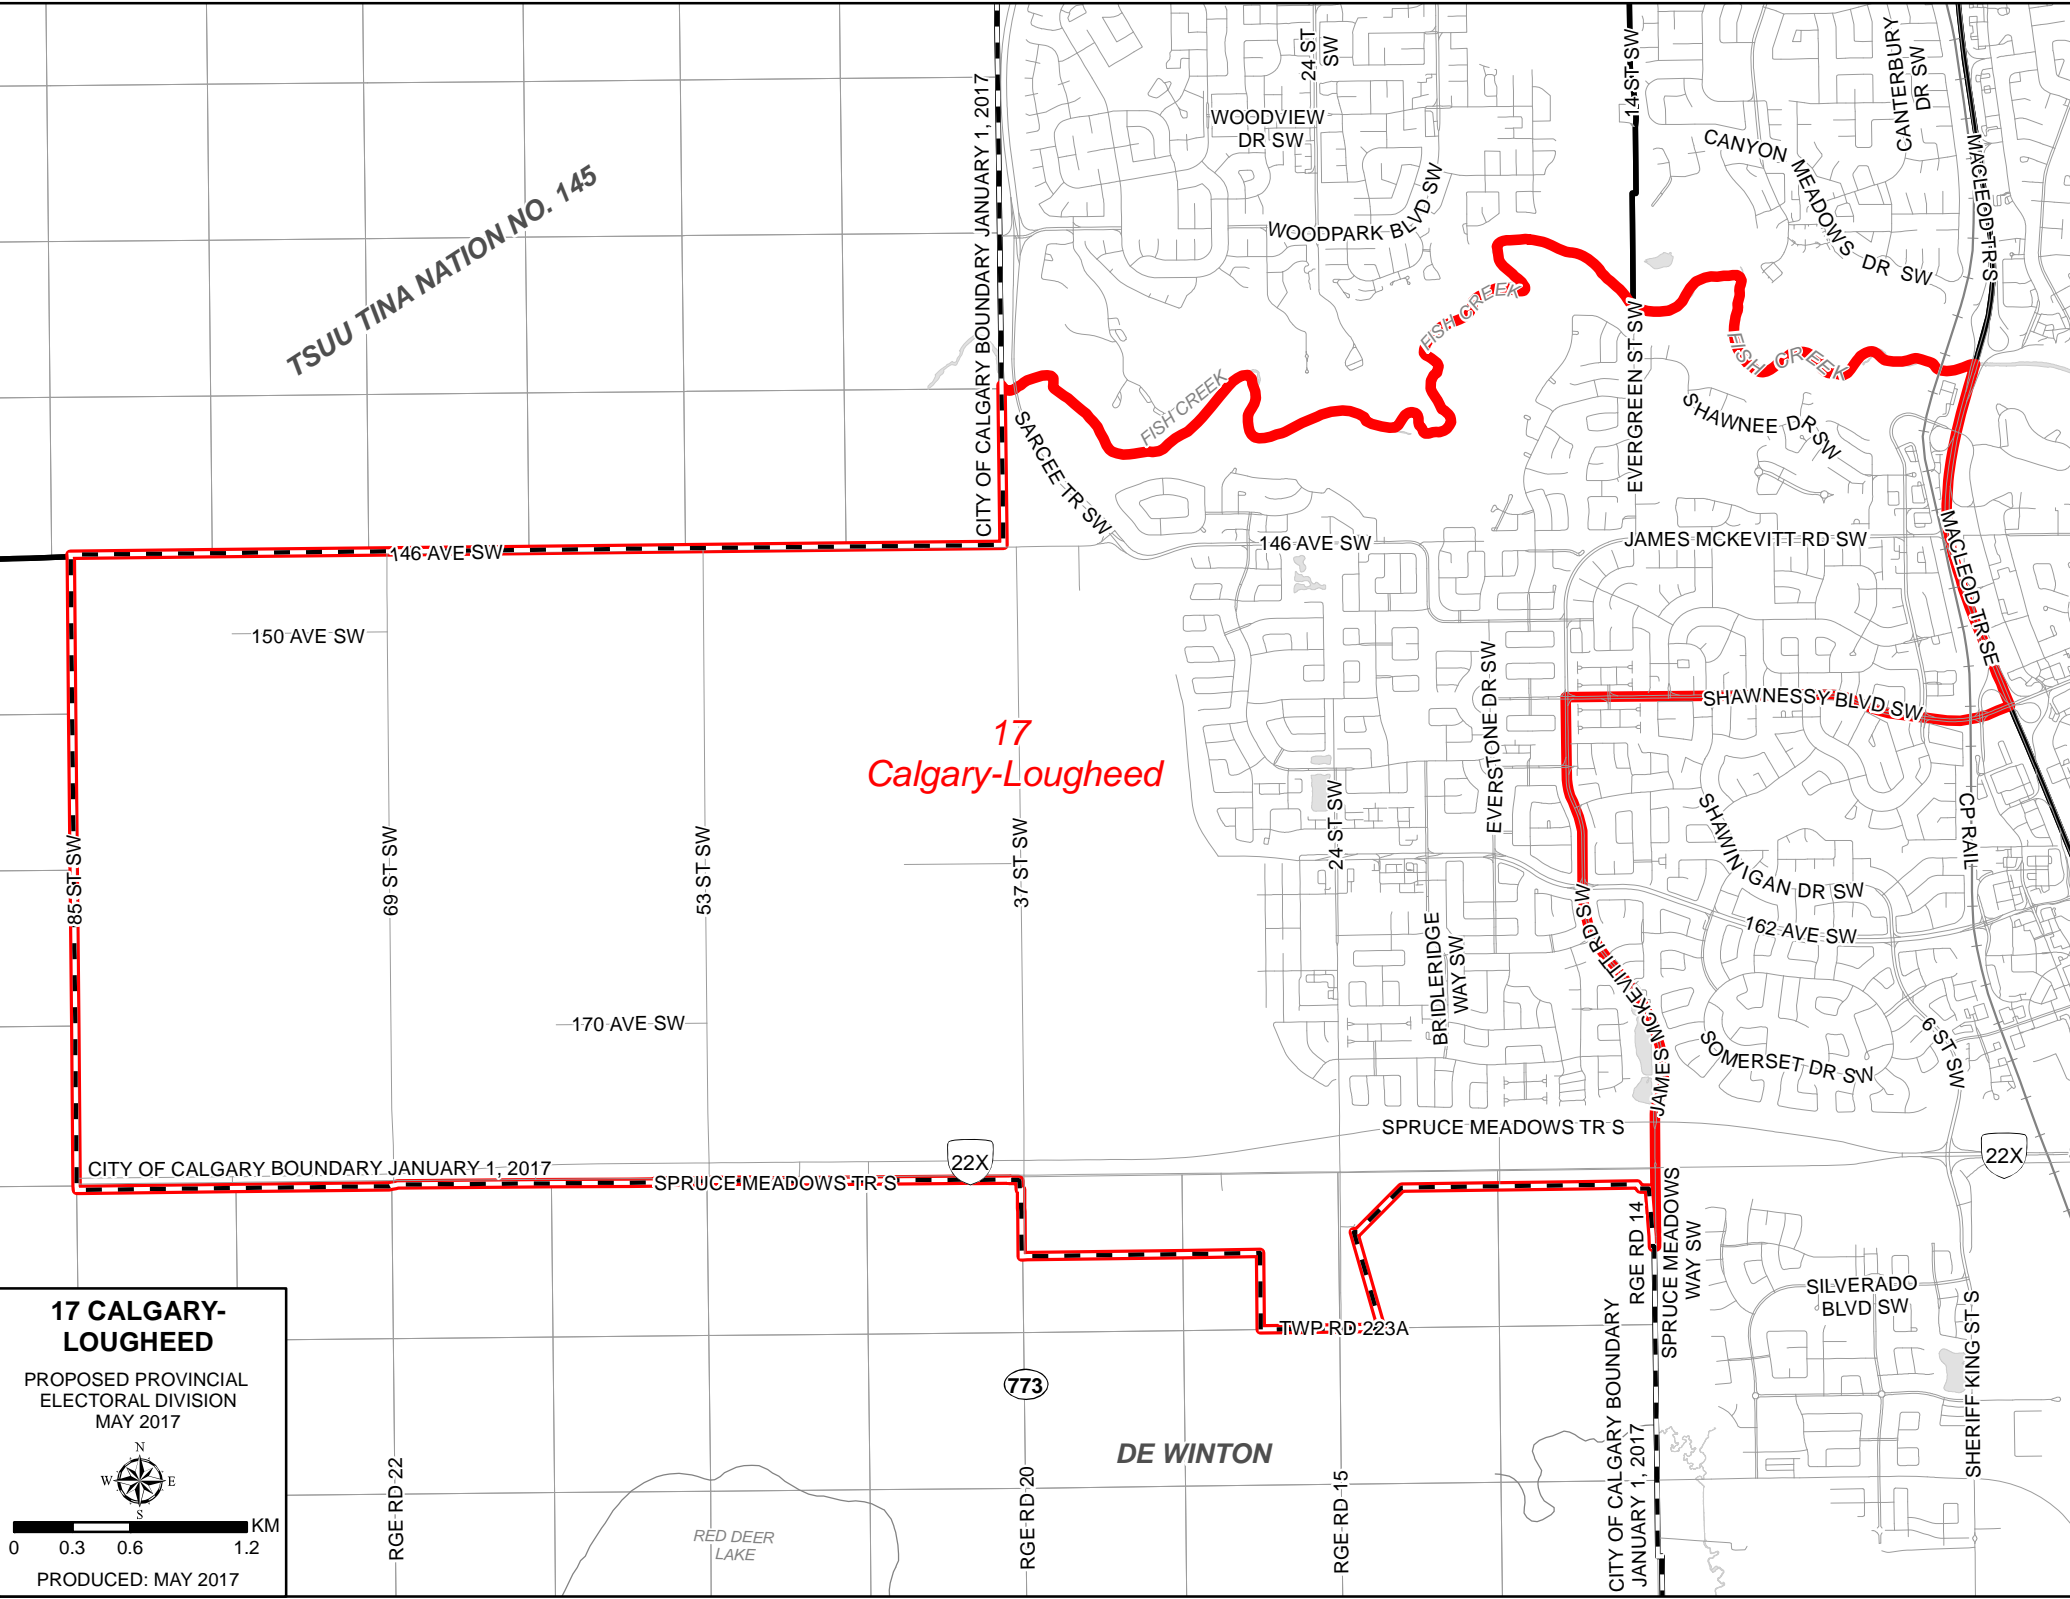 24 ST
SW
14 ST SW
CANTERBURY
DR SW
WOODVIEW
DR SW
CANYON MEADOWS DR SW
MACLEOD TR S
CITY OF CALGARY BOUNDARY JANUARY 1, 2017
TSUU TINA NATION NO. 145
WOODPARK BLVD SW
FISH CREEK
FISH CREEK
FISH CREEK
EVERGREEN ST SW
SHAWNEE DR SW
SARCEE TR SW
146 AVE SW
146 AVE SW
JAMES MCKEVITT RD SW
MACLEOD TR SE
150 AVE SW
EVERSTONE DR SW
SHAWNESSY BLVD SW
17
Calgary-Lougheed
85 ST SW
69 ST SW
53 ST SW
37 ST SW
24 ST SW
SHAWINIGAN DR SW
CP RAIL
162 AVE SW
BRIDLERIDGE
WAY SW
JAMES MCKEVITT RD SW
170 AVE SW
SOMERSET DR SW
6 ST SW
SPRUCE MEADOWS TR S
CITY OF CALGARY BOUNDARY JANUARY 1, 2017
22X
22X
SPRUCE MEADOWS TR S
RGE RD 14
SPRUCE MEADOWS
WAY SW
SILVERADO
BLVD SW
TWP RD 223A
SHERIFF KING ST S
CITY OF CALGARY BOUNDARY
JANUARY 1, 2017
773
DE WINTON
RGE RD 22
RGE RD 20
RGE RD 15
RED DEER
LAKE
17 CALGARY-
LOUGHEED
PROPOSED PROVINCIAL
ELECTORAL DIVISION
MAY 2017
N
W E
S
KM
0 0.3 0.6 1.2
PRODUCED: MAY 2017